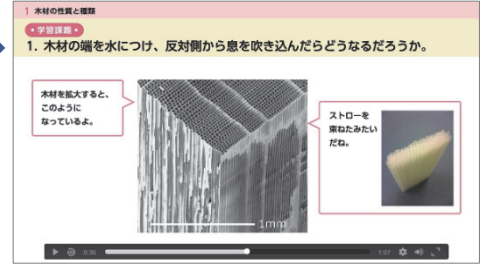 1 木材の性質と種類
•学習課題•
1. 木材の端を水につけ、反対側から息を吹き込んだらどうなるだろうか。
木材を拡大すると、
このように
なっているよ。
ストローを
束ねたみたい
だね。
1mm
0:36
1:07